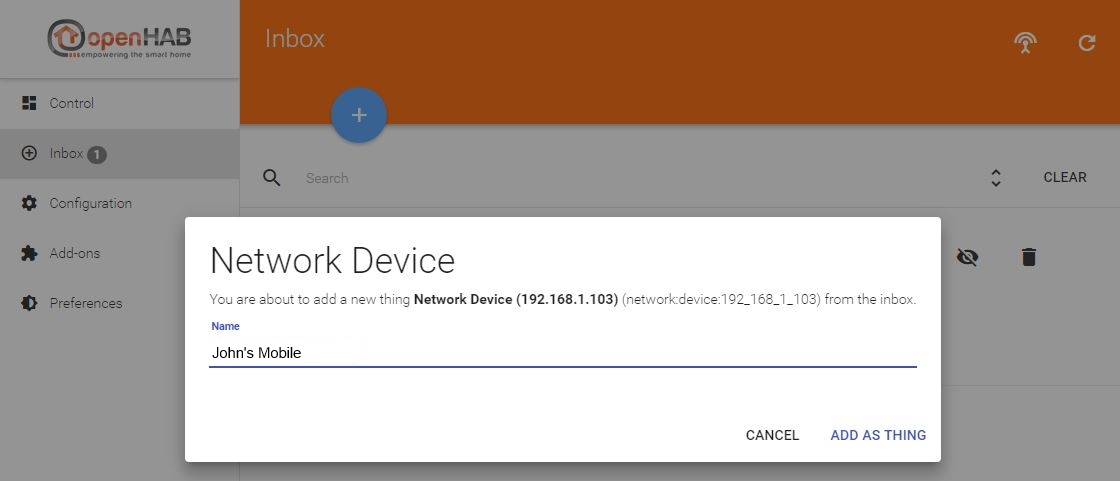 openHAB
empowering the smart home
Inbox
Control
Inbox 1
Configuration
Add-ons
Preferences
+
Search
CLEAR
Network Device
You are about to add a new thing Network Device (192.168.1.103) (network:device:192_168_1_103) from the inbox.
Name
John's Mobile
CANCEL ADD AS THING